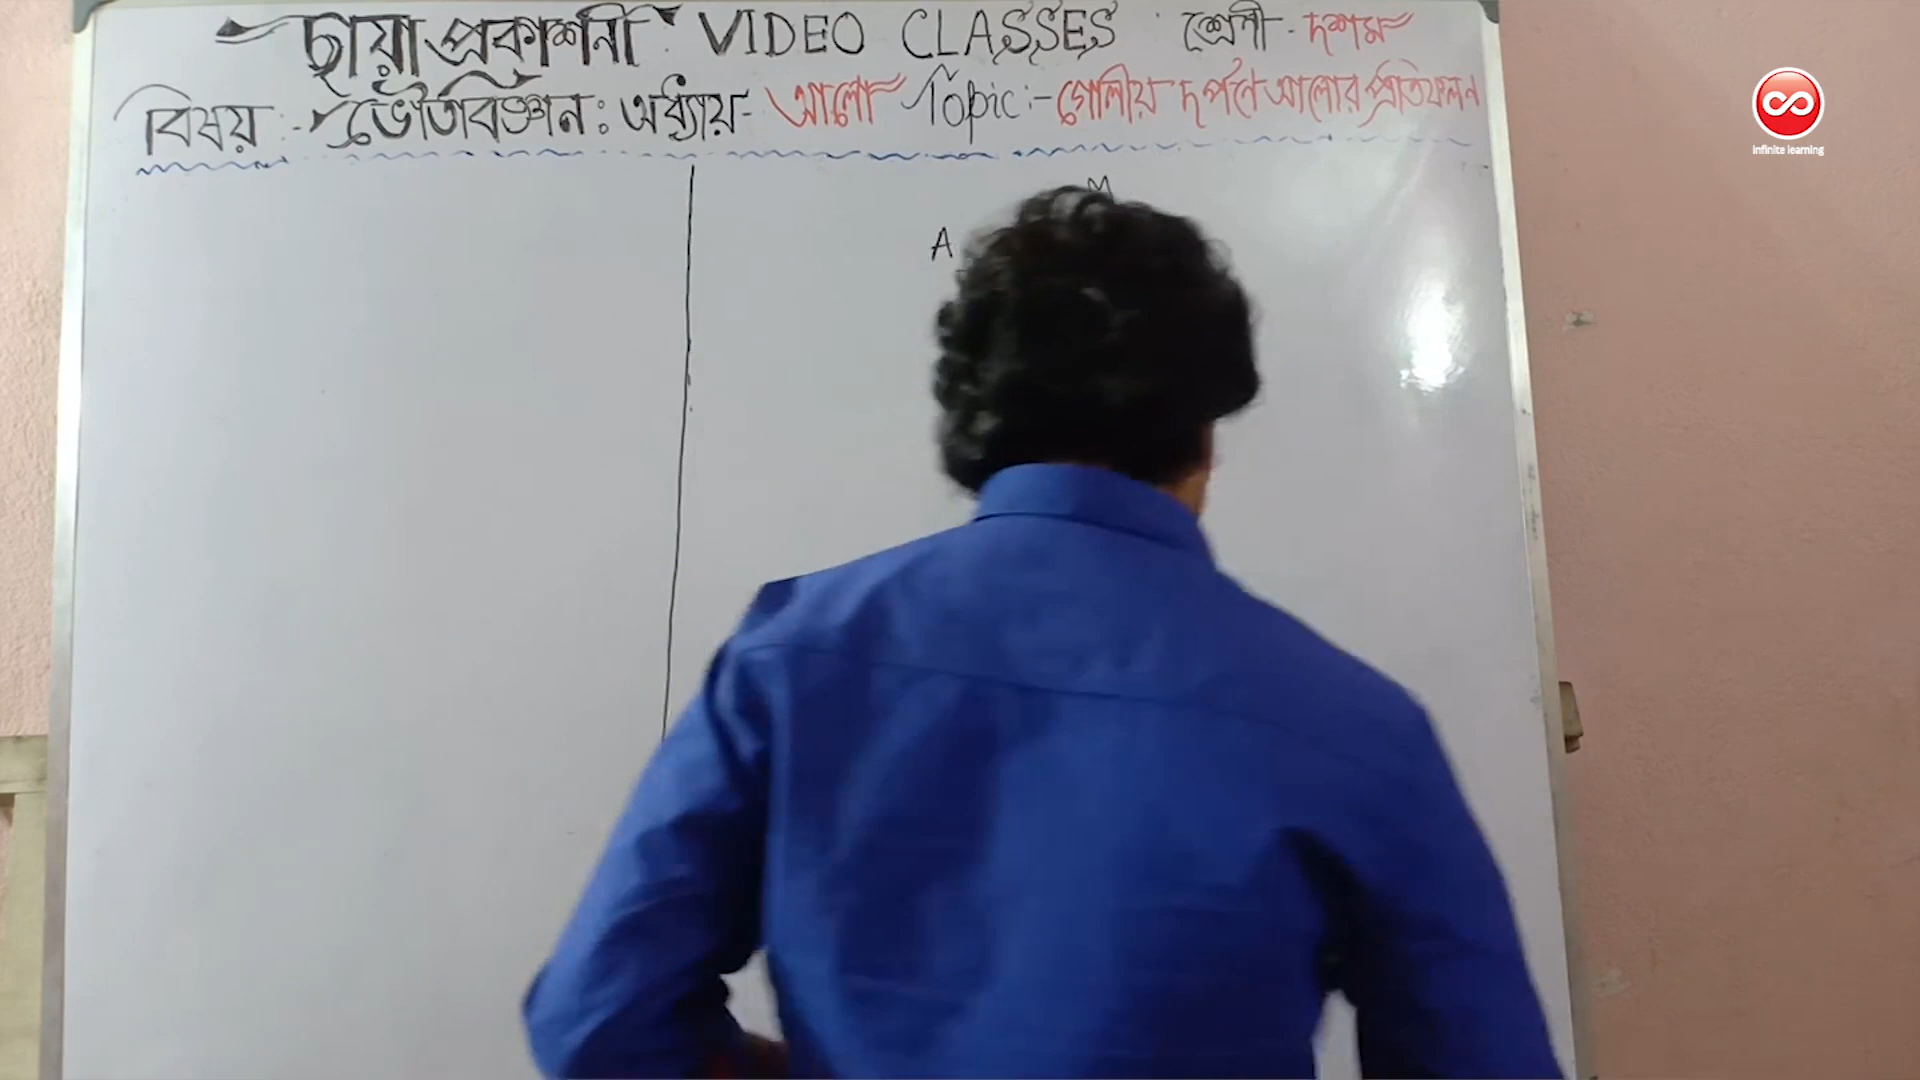 ছায়া প্রকাশনী VIDEO CLASSES শ্রেণী - দশম
বিষয় :- ভৌতবিজ্ঞান : অধ্যায় - আলো Topic :- গোলীয় দর্পণে আলোর প্রতিফলন
M
A
infinite learning